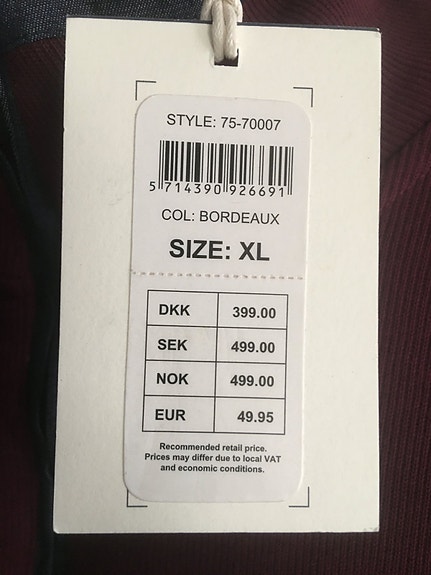 STYLE: 75-70007
5 714390 926691
COL: BORDEAUX
SIZE: XL
DKK 399.00
SEK 499.00
NOK 499.00
EUR 49.95
Recommended retail price.
Prices may differ due to local VAT
and economic conditions.